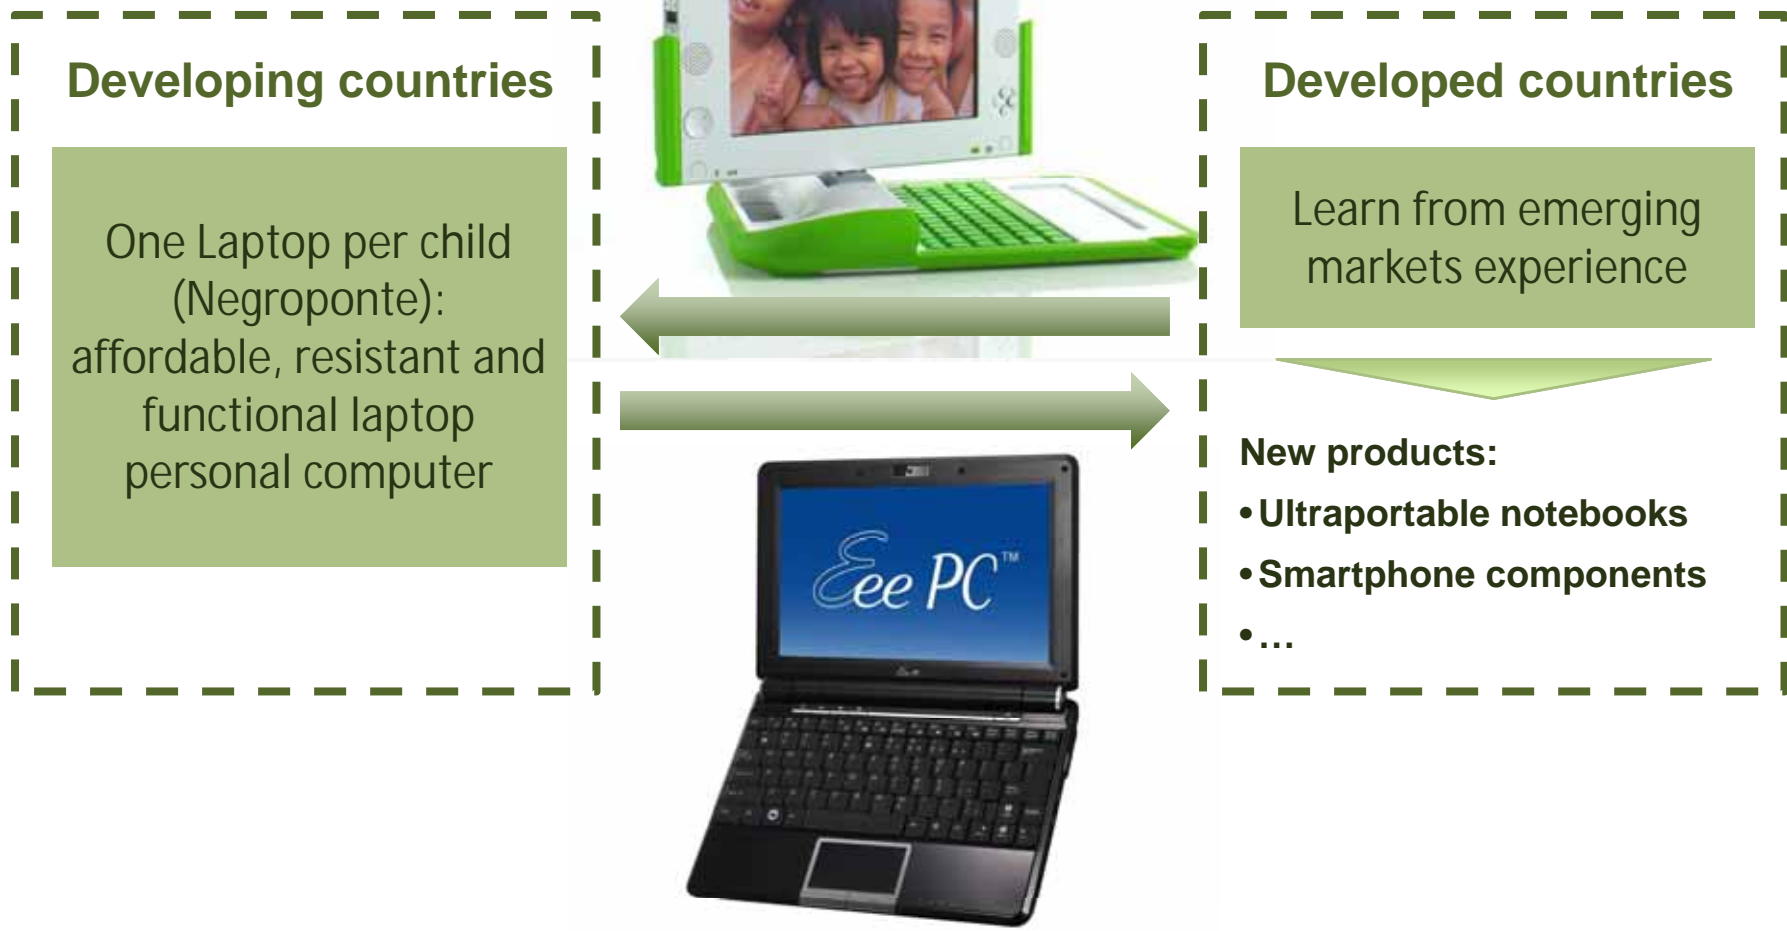 Developing countries
One Laptop per child
(Negroponte):
affordable, resistant and
functional laptop
personal computer
Eee PC™
Developed countries
Learn from emerging
markets experience
New products:
•Ultraportable notebooks
•Smartphone components
•…